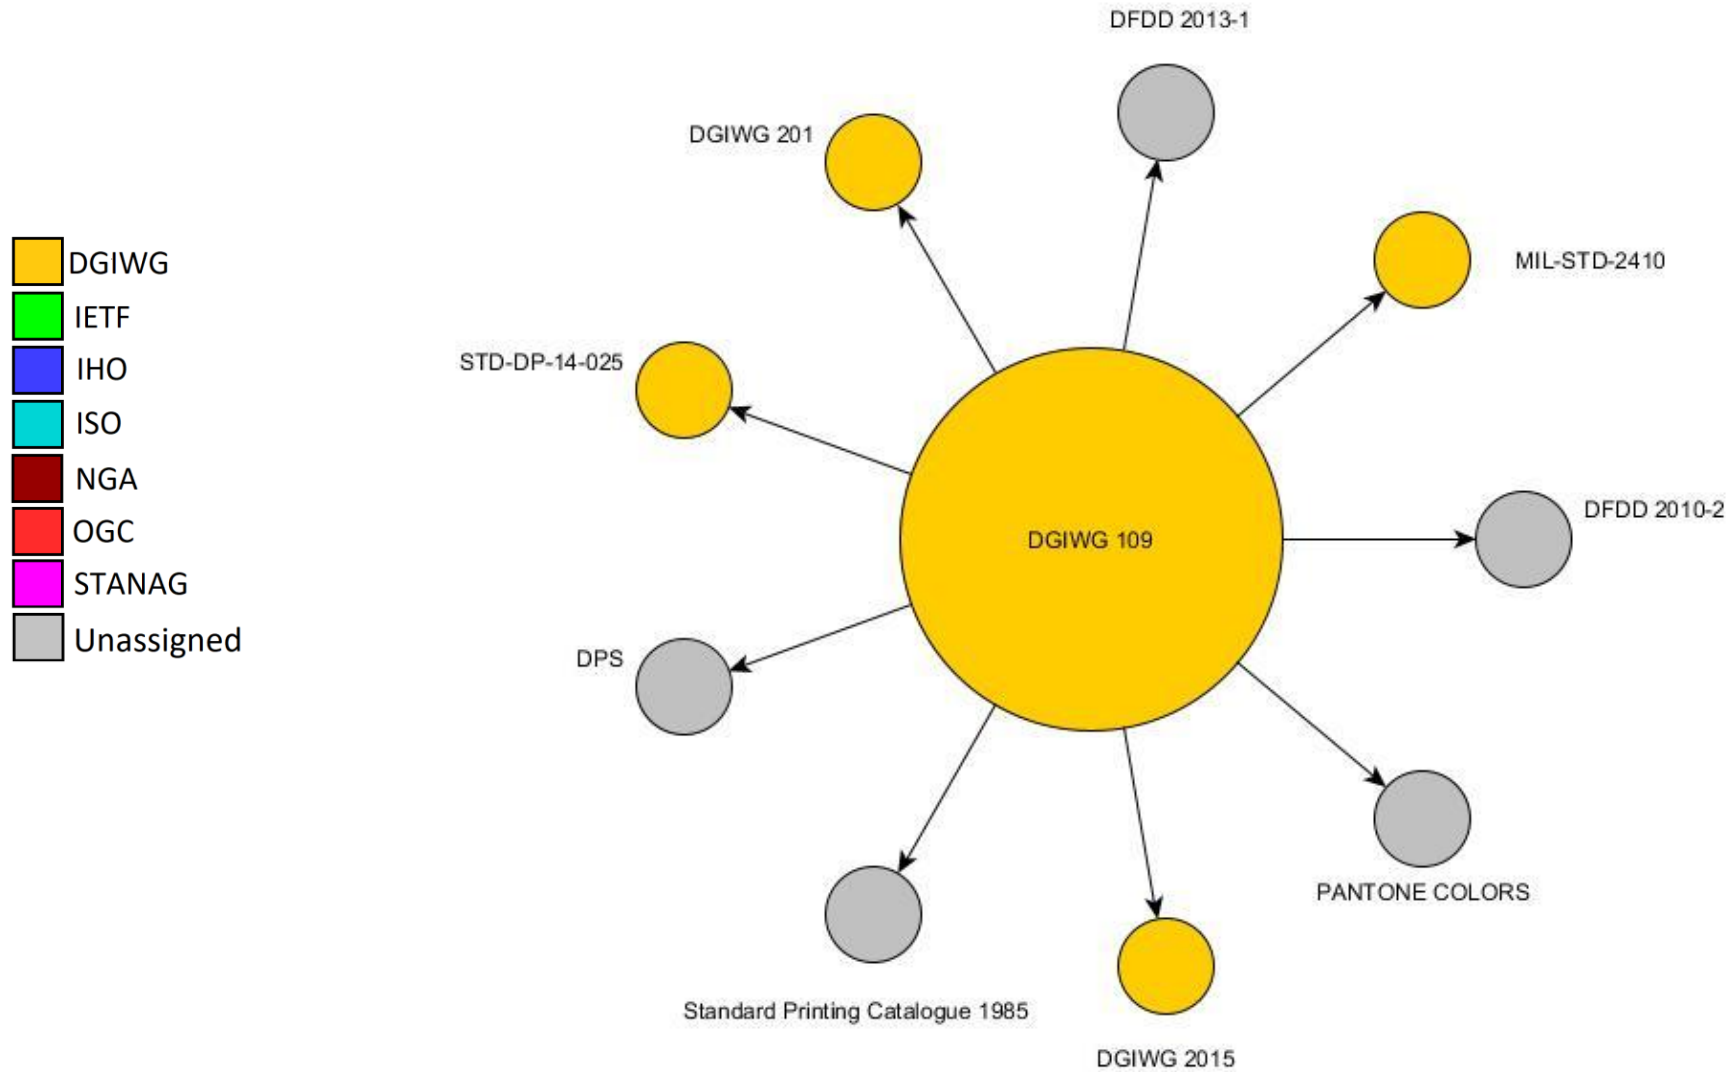 DGIWG
IETF
IHO
ISO
NGA
OGC
STANAG
Unassigned
DFDD 2013-1
DGIWG 201
MIL-STD-2410
STD-DP-14-025
DFDD 2010-2
DGIWG 109
DPS
PANTONE COLORS
Standard Printing Catalogue 1985
DGIWG 2015